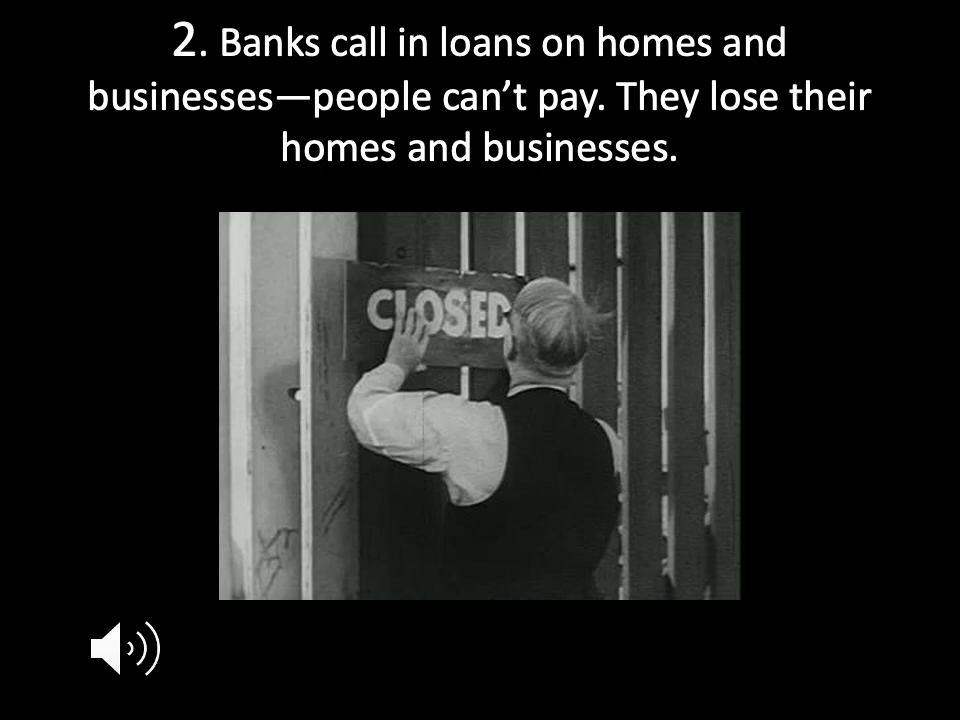 2. Banks call in loans on homes and
businesses—people can’t pay. They lose their
homes and businesses.
CLOSED